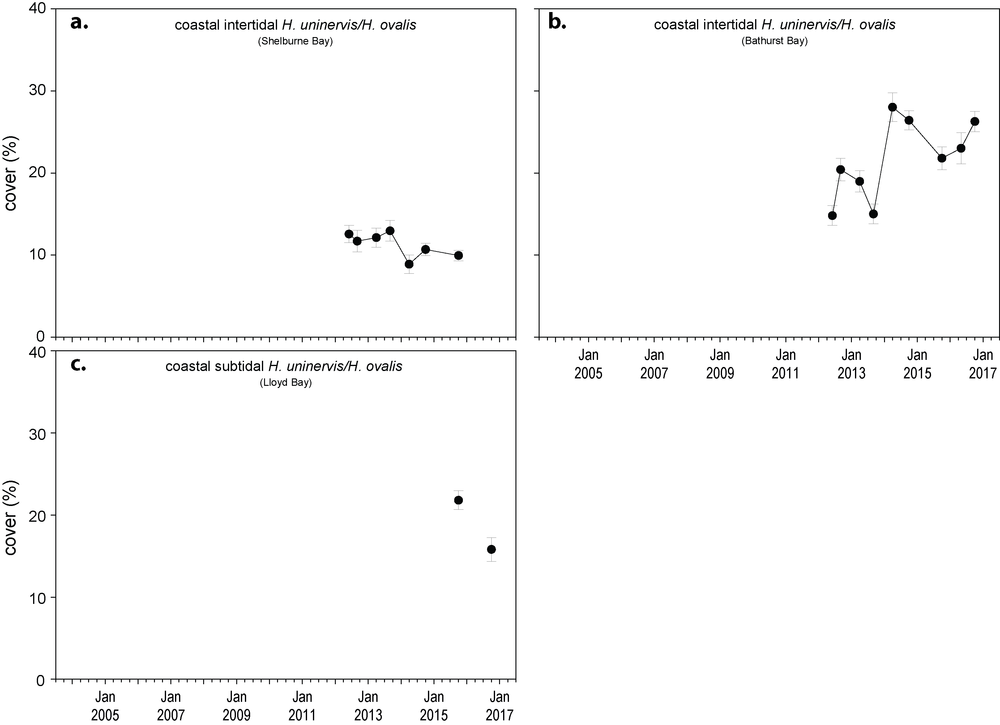 a.
coastal intertidal H. uninervis/H. ovalis
(Shelburne Bay)
40
30
20
10
0
cover (%)
b.
coastal intertidal H. uninervis/H. ovalis
(Bathurst Bay)
Jan Jan Jan Jan Jan Jan Jan
2005 2007 2009 2011 2013 2015 2017
c.
coastal subtidal H. uninervis/H. ovalis
(Lloyd Bay)
40
30
20
10
0
cover (%)
Jan Jan Jan Jan Jan Jan Jan
2005 2007 2009 2011 2013 2015 2017